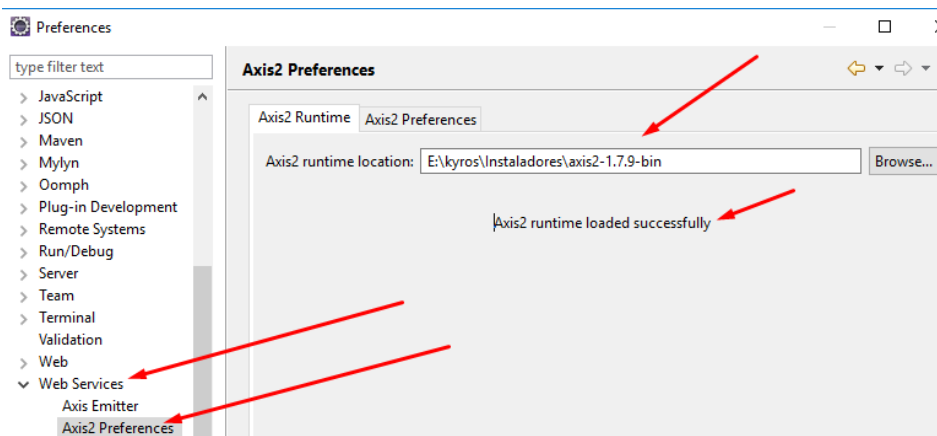 Preferences
type filter text
JavaScript
JSON
Maven
Mylyn
Oomph
Plug-in Development
Remote Systems
Run/Debug
Server
Team
Terminal
Validation
Web
Web Services
Axis Emitter
Axis2 Preferences
Axis2 Preferences
Axis2 Runtime Axis2 Preferences
Axis2 runtime location: E:\kyros\Instaladores\axis2-1.7.9-bin Browse...
Axis2 runtime loaded successfully